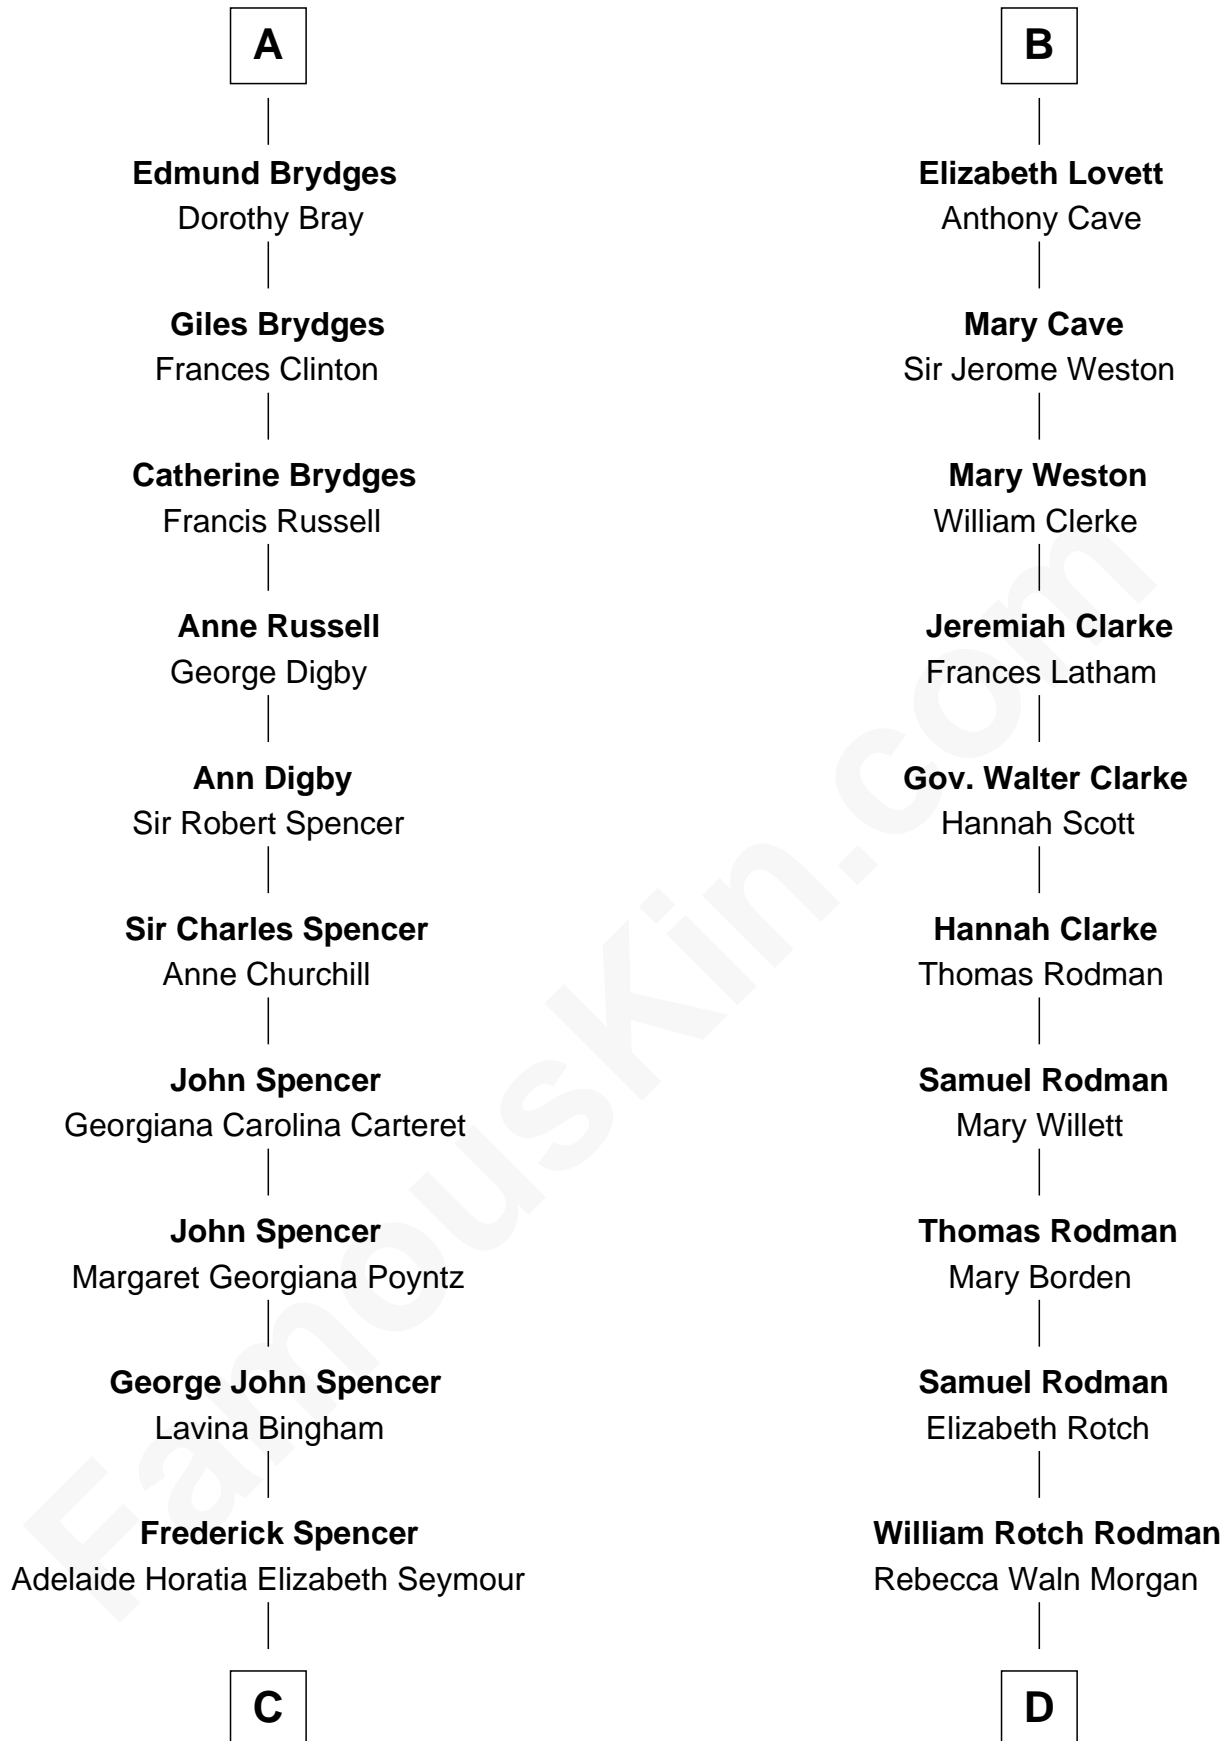 A
Edmund Brydges
Dorothy Bray
Giles Brydges
Frances Clinton
Catherine Brydges
Francis Russell
Anne Russell
George Digby
Ann Digby
Sir Robert Spencer
Sir Charles Spencer
Anne Churchill
John Spencer
Georgiana Carolina Carteret
John Spencer
Margaret Georgiana Poyntz
George John Spencer
Lavina Bingham
Frederick Spencer
Adelaide Horatia Elizabeth Seymour
C
B
Elizabeth Lovett
Anthony Cave
Mary Cave
Sir Jerome Weston
Mary Weston
William Clerke
Jeremiah Clarke
Frances Latham
Gov. Walter Clarke
Hannah Scott
Hannah Clarke
Thomas Rodman
Samuel Rodman
Mary Willett
Thomas Rodman
Mary Borden
Samuel Rodman
Elizabeth Rotch
William Rotch Rodman
Rebecca Waln Morgan
D
FamousKin.com